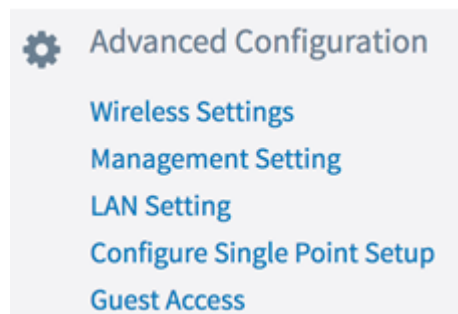 Advanced Configuration
Wireless Settings
Management Setting
LAN Setting
Configure Single Point Setup
Guest Access